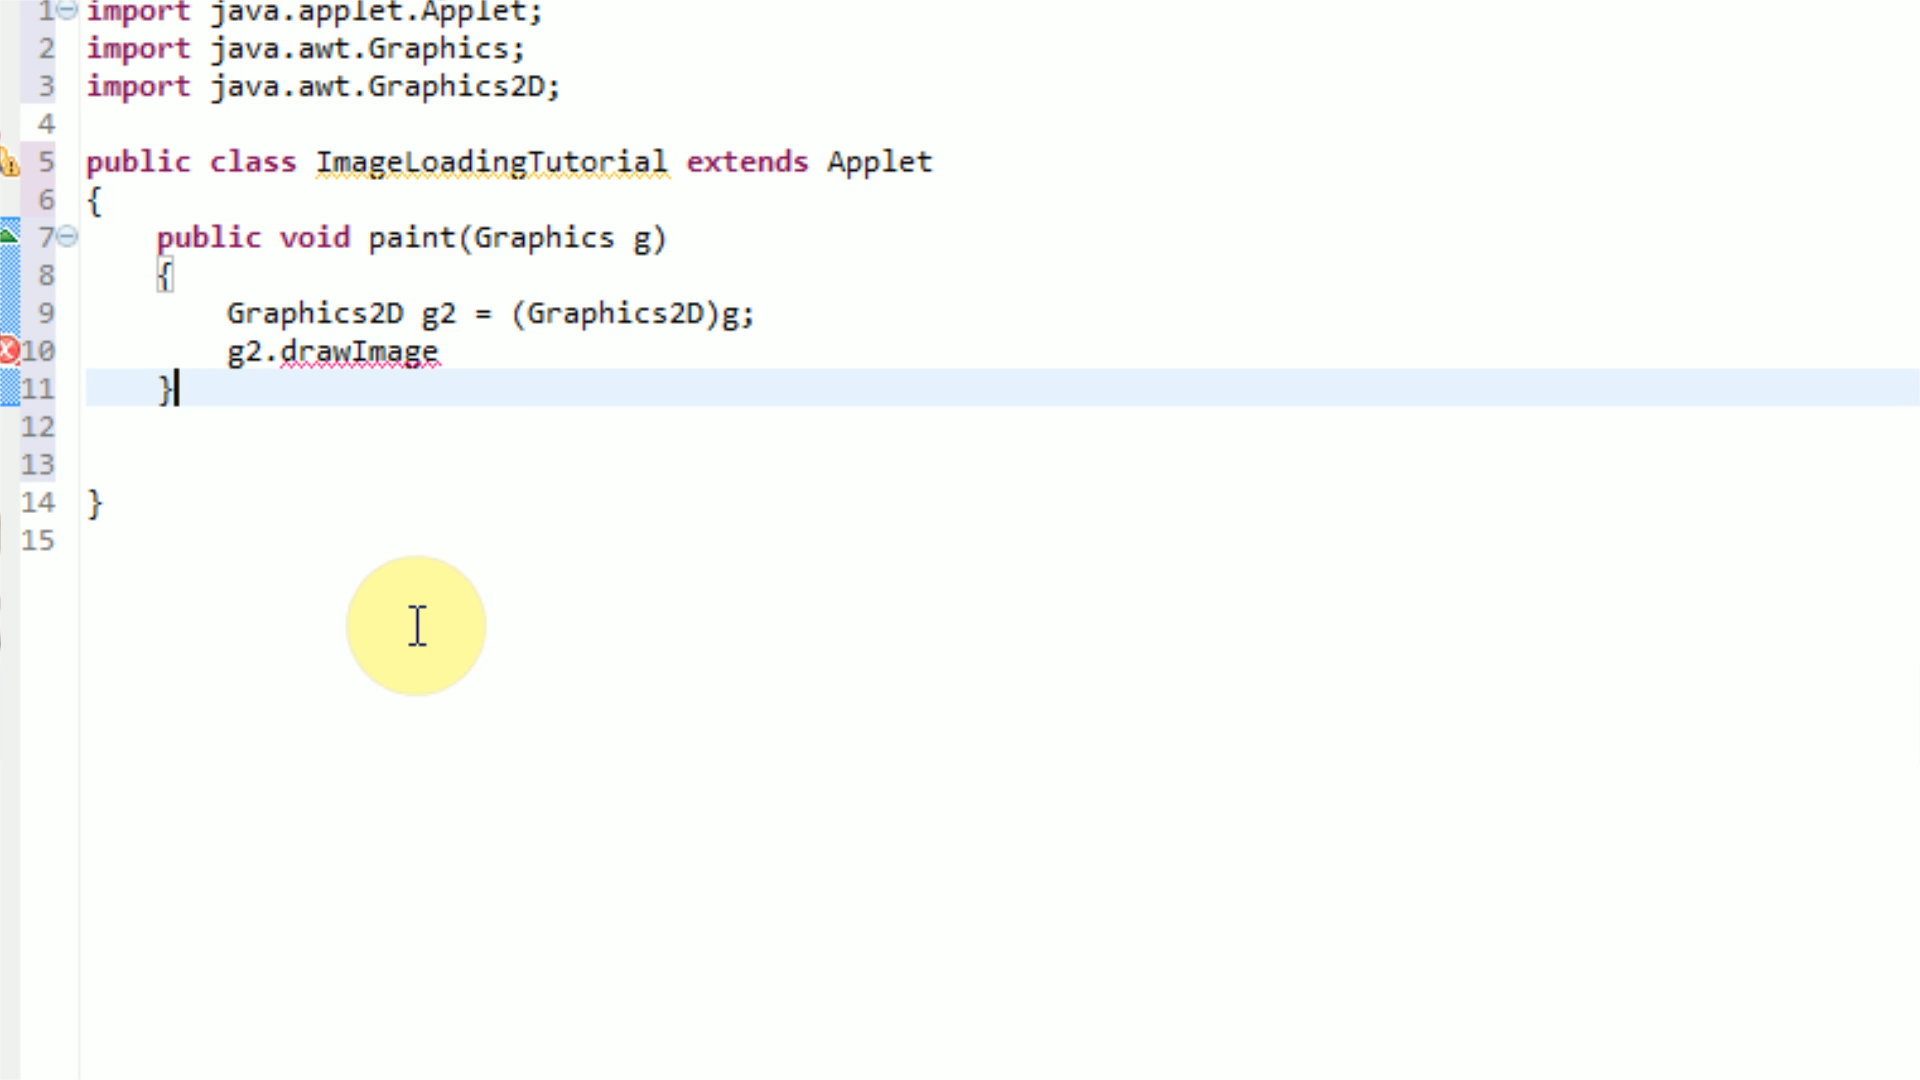 1 import java.applet.Applet;
2 import java.awt.Graphics;
3 import java.awt.Graphics2D;
4
5 public class ImageLoadingTutorial extends Applet
6 {
7     public void paint(Graphics g)
8     {
9         Graphics2D g2 = (Graphics2D)g;
10         g2.drawImage
11     }
12
13
14 }
15